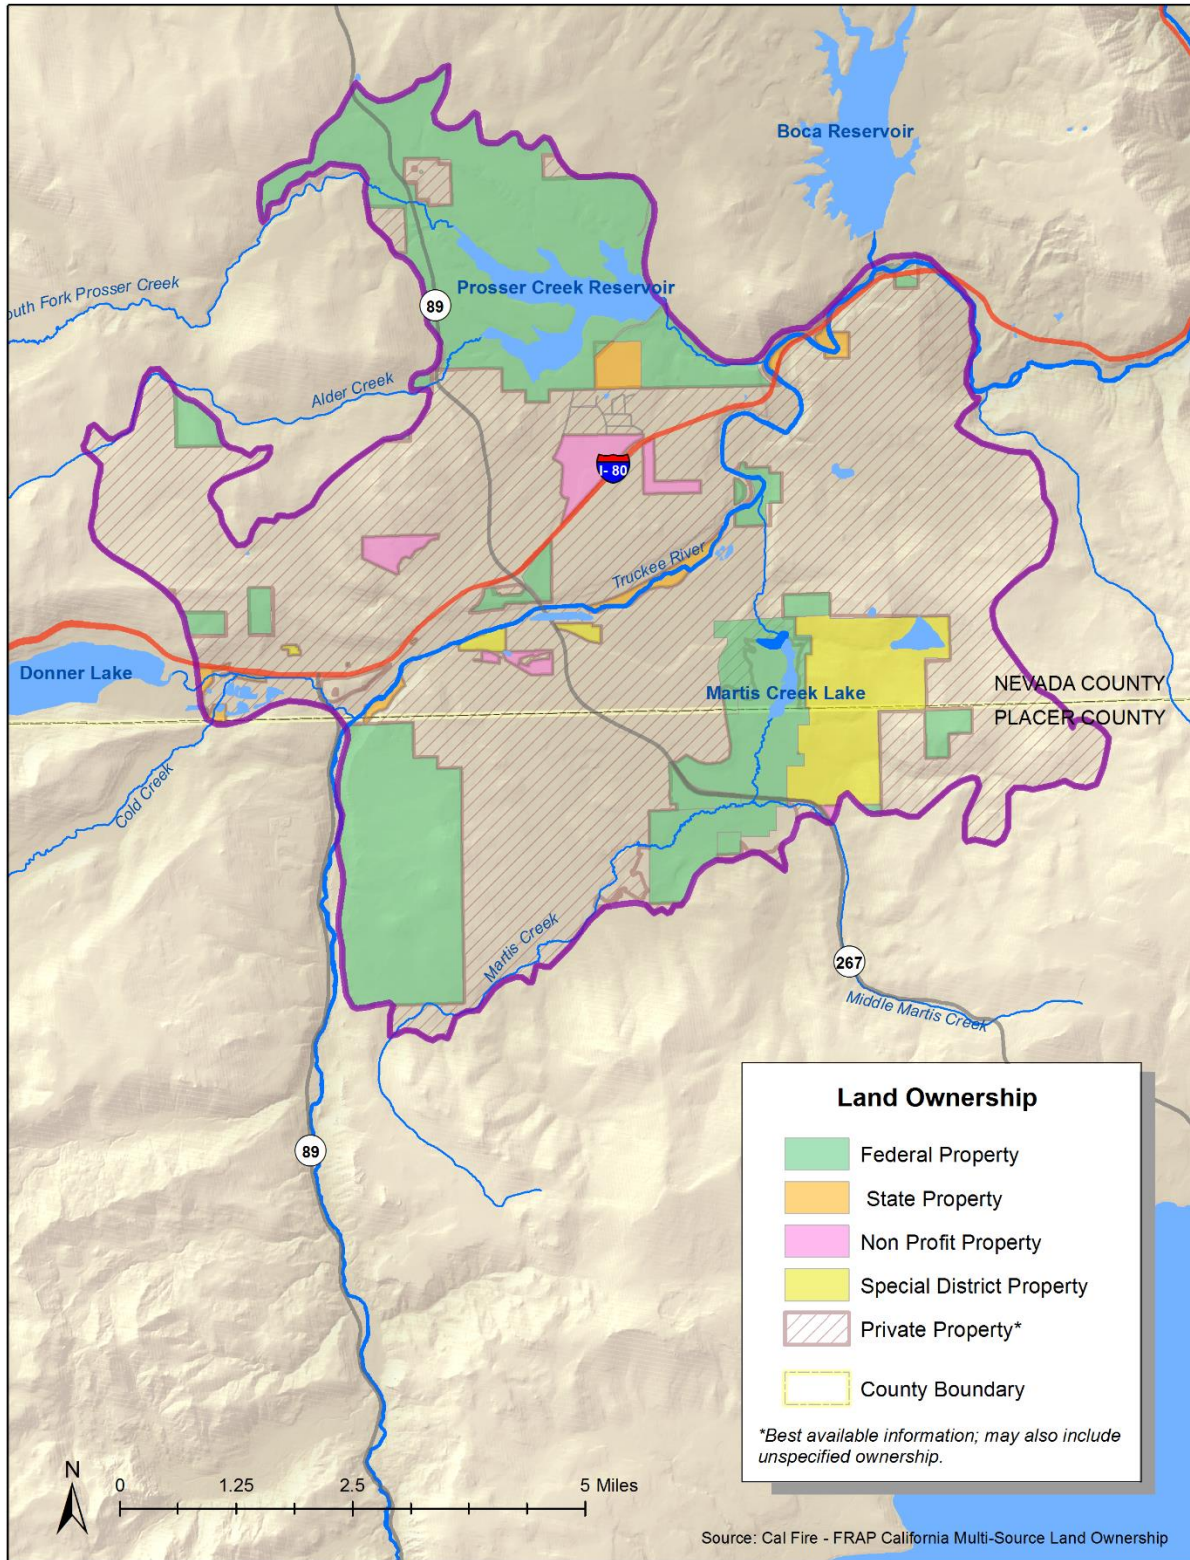 Boca Reservoir
outh Fork Prosser Creek
Prosser Creek Reservoir
89
Alder Creek
I- 80
Truckee River
Donner Lake
Martis Creek Lake
NEVADA COUNTY
PLACER COUNTY
Cold Creek
Martis Creek
267
Middle Martis Creek
89
Land Ownership
Federal Property
State Property
Non Profit Property
Special District Property
Private Property*
County Boundary
*Best available information; may also include
unspecified ownership.
N
0 1.25 2.5 5 Miles
Source: Cal Fire - FRAP California Multi-Source Land Ownership